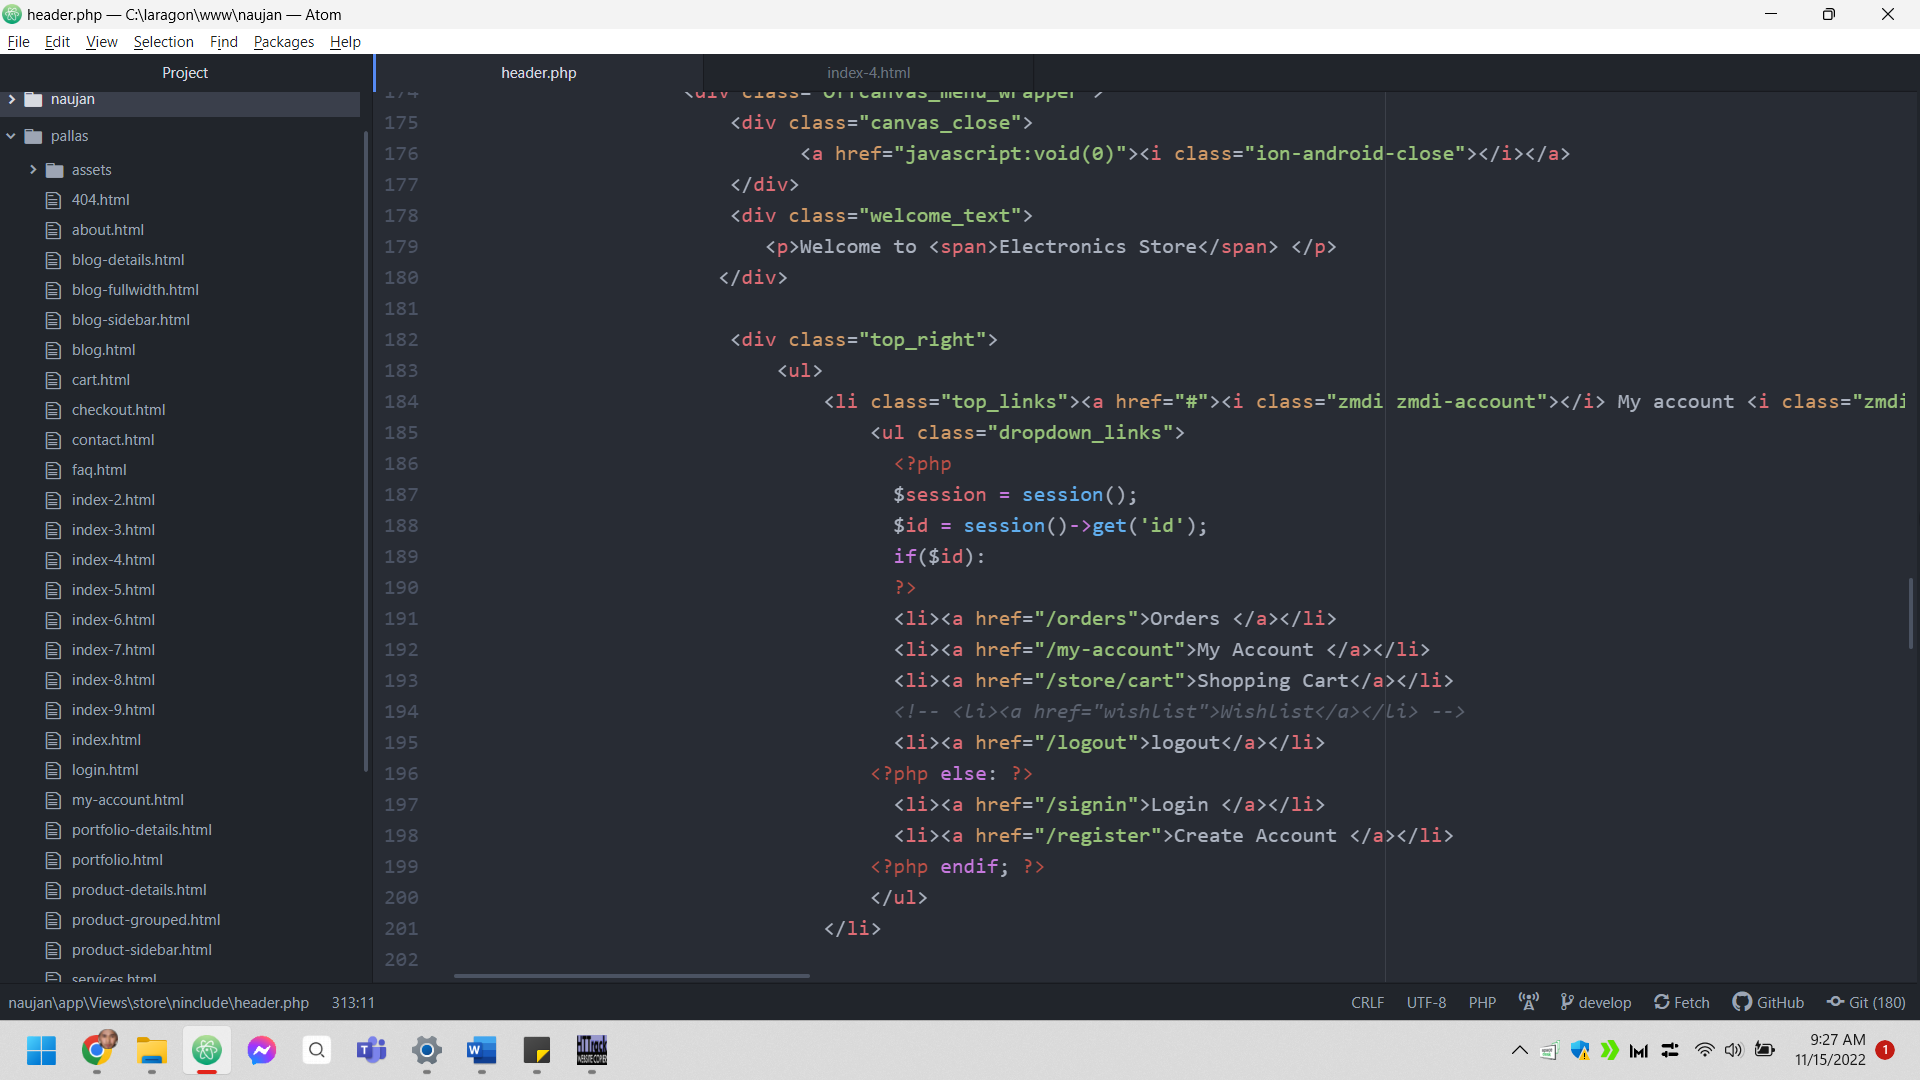 header.php — C:\laragon\www\naujan — Atom
File Edit View Selection Find Packages Help
Project
header.php
index-4.html
naujan
pallas
assets
404.html
about.html
blog-details.html
blog-fullwidth.html
blog-sidebar.html
blog.html
cart.html
checkout.html
contact.html
faq.html
index-2.html
index-3.html
index-4.html
index-5.html
index-6.html
index-7.html
index-8.html
index-9.html
index.html
login.html
my-account.html
portfolio-details.html
portfolio.html
product-details.html
product-grouped.html
product-sidebar.html
services.html
174 <div class="Offcanvas_menu_wrapper">
175 <div class="canvas_close">
176 <a href="javascript:void(0)"><i class="ion-android-close"></i></a>
177 </div>
178 <div class="welcome_text">
179 <p>Welcome to <span>Electronics Store</span> </p>
180 </div>
181
182 <div class="top_right">
183 <ul>
184 <li class="top_links"><a href="#"><i class="zmdi zmdi-account"></i> My account <i class="zmdi
185 <ul class="dropdown_links">
186 <?php
187 $session = session();
188 $id = session()->get('id');
189 if($id):
190 ?>
191 <li><a href="/orders">Orders </a></li>
192 <li><a href="/my-account">My Account </a></li>
193 <li><a href="/store/cart">Shopping Cart</a></li>
194 <!-- <li><a href="wishlist">Wishlist</a></li> -->
195 <li><a href="/logout">logout</a></li>
196 <?php else: ?>
197 <li><a href="/signin">Login </a></li>
198 <li><a href="/register">Create Account </a></li>
199 <?php endif; ?>
200 </ul>
201 </li>
202
naujan\app\Views\store\ninclude\header.php 313:11
CRLF UTF-8 PHP develop Fetch GitHub Git (180)
HTTrack
WEBSITE COPIER
9:27 AM
11/15/2022
1